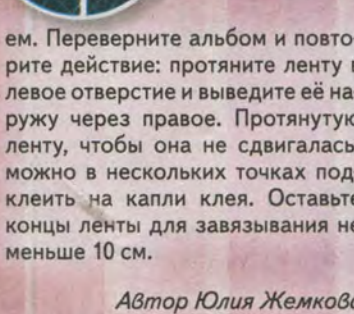 ем. Переверните альбом и повто-
рите действие: протяните ленту в
левое отверстие и выведите её на-
ружу через правое. Протянутую
ленту, чтобы она не сдвигалась,
можно в нескольких точках под-
клеить на капли клея. Оставьте
концы ленты для завязывания не
меньше 10 см.
Автор Юлия Жемкова